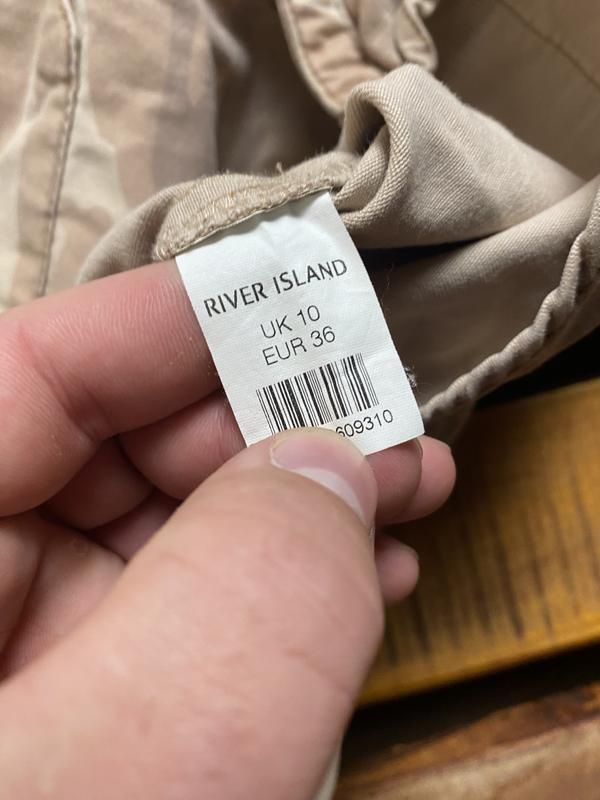 RIVER ISLAND
UK 10
EUR 36
609310